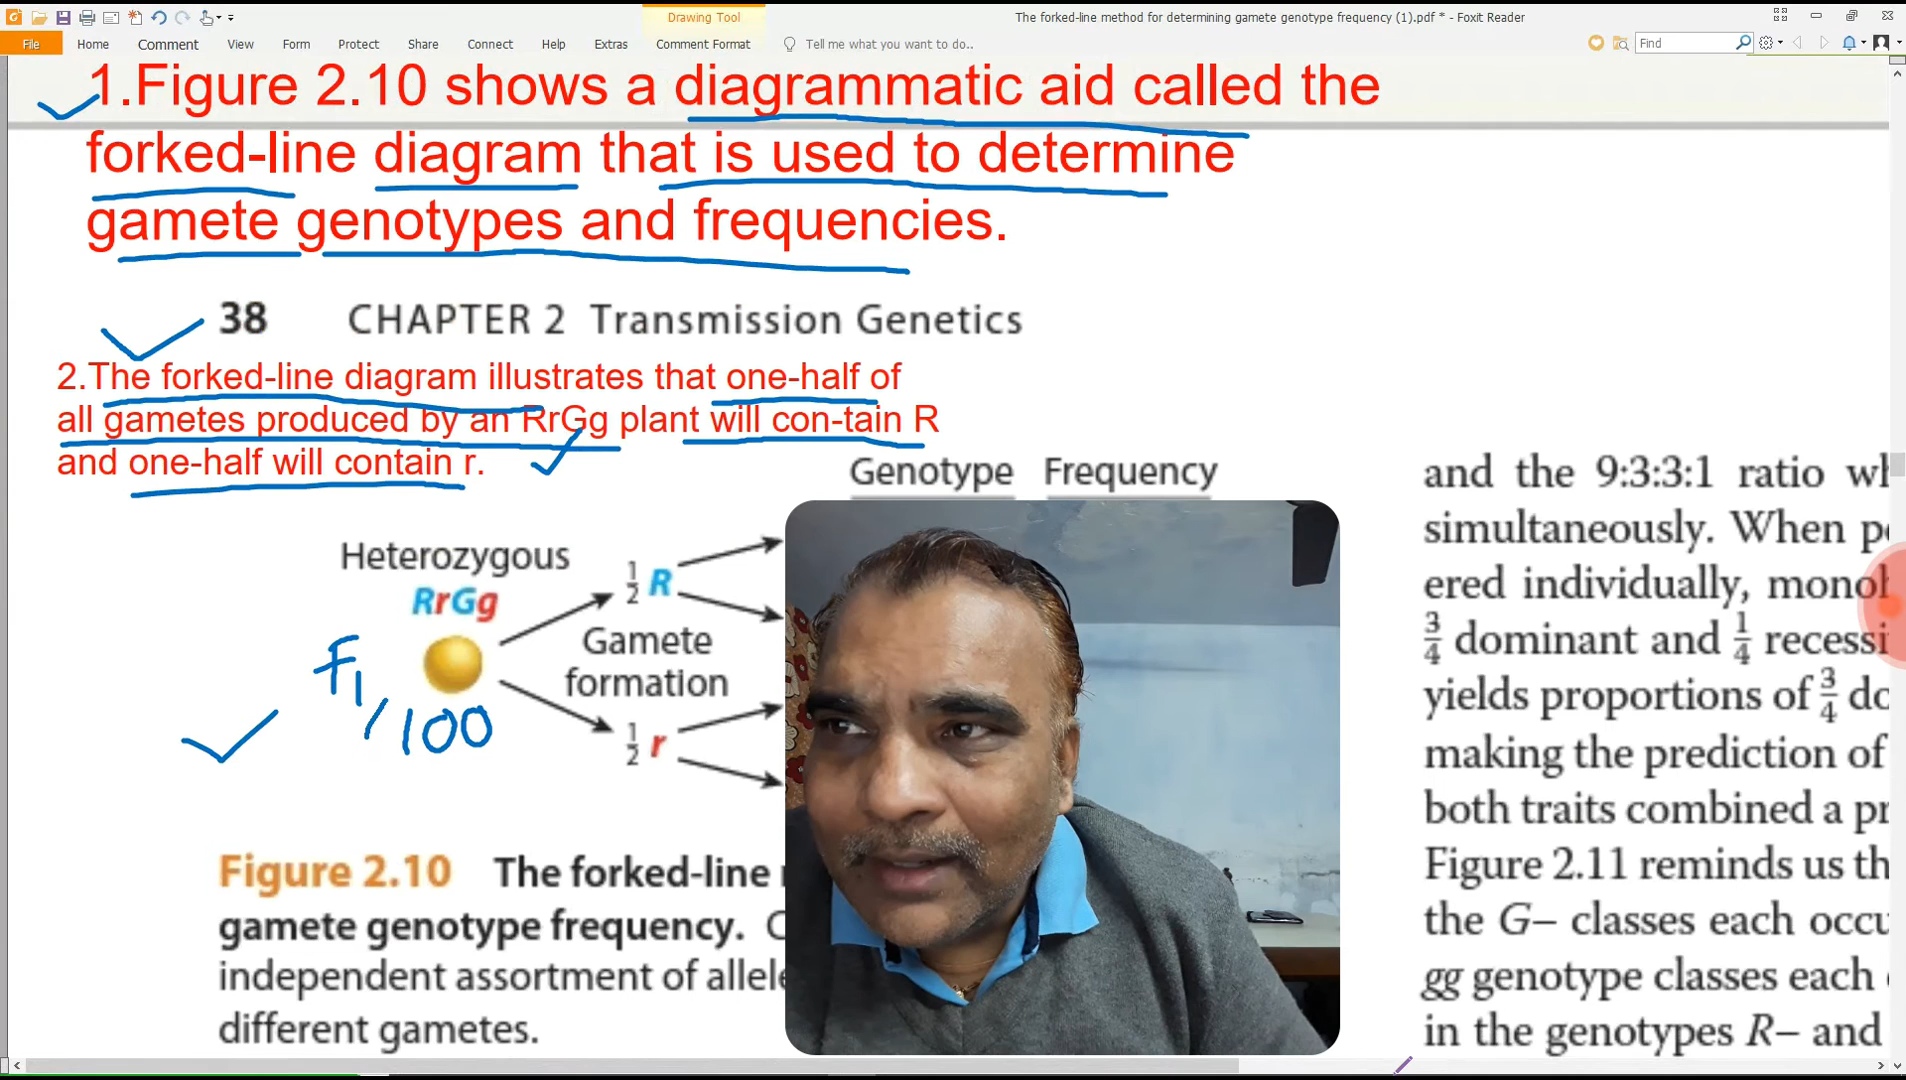 Drawing Tool
The forked-line method for determining gamete genotype frequency (1).pdf * - Foxit Reader
File Home Comment View Form Protect Share Connect Help Extras Comment Format Tell me what you want to do.. Find
1.Figure 2.10 shows a diagrammatic aid called the
forked-line diagram that is used to determine
gamete genotypes and frequencies.
38 CHAPTER 2 Transmission Genetics
2.The forked-line diagram illustrates that one-half of
all gametes produced by an RrGg plant will con-tain R
and one-half will contain r.
Genotype Frequency
Heterozygous
RrGg
1/2 R
Gamete
formation
1/2 r
F1
/100
Figure 2.10 The forked-line
gamete genotype frequency.
independent assortment of allele
different gametes.
and the 9:3:3:1 ratio wh
simultaneously. When pe
ered individually, monoh
3/4 dominant and 1/4 recessi
yields proportions of 3/4 do
making the prediction of
both traits combined a pr
Figure 2.11 reminds us th
the G– classes each occu
gg genotype classes each
in the genotypes R– and